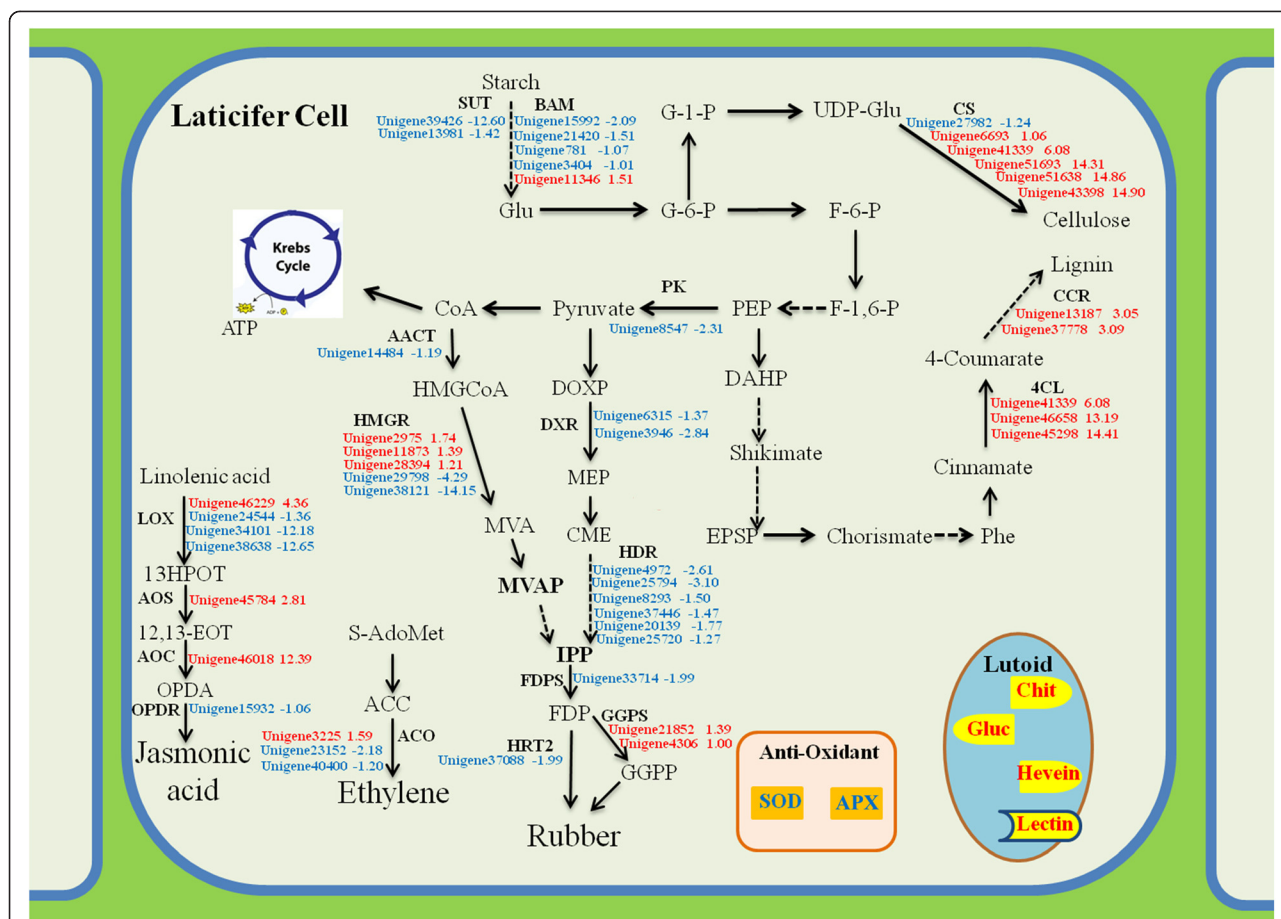 Laticifer Cell
Starch
SUT
Unigene39426 -12.60
Unigene13981 -1.42
BAM
Unigene15992 -2.09
Unigene21420 -1.51
Unigene781 -1.07
Unigene3404 -1.01
Unigene11346 1.51
Glu
G-1-P
UDP-Glu
G-6-P
F-6-P
CS
Unigene27982 -1.24
Unigene6693 1.06
Unigene41339 6.08
Unigene51693 14.31
Unigene51638 14.86
Unigene43398 14.90
Cellulose
Krebs
Cycle
ATP
CoA
Pyruvate
PK
Unigene8547 -2.31
PEP
F-1,6-P
Lignin
CCR
Unigene13187 3.05
Unigene37778 3.09
4-Coumarate
4CL
Unigene41339 6.08
Unigene46658 13.19
Unigene45298 14.41
Cinnamate
AACT
Unigene14484 -1.19
HMGCoA
HMGR
Unigene2975 1.74
Unigene11873 1.39
Unigene28394 1.21
Unigene29798 -4.29
Unigene38121 -14.15
MVA
MVAP
DOXP
DXR
Unigene6315 -1.37
Unigene3946 -2.84
MEP
CME
HDR
Unigene4972 -2.61
Unigene25794 -3.10
Unigene8293 -1.50
Unigene37446 -1.47
Unigene20139 -1.77
Unigene25720 -1.27
DAHP
Shikimate
EPSP
Chorismate
Phe
Linolenic acid
LOX
Unigene46229 4.36
Unigene24544 -1.36
Unigene34101 -12.18
Unigene38638 -12.65
13HPOT
AOS
Unigene45784 2.81
12,13-EOT
AOC
Unigene46018 12.39
OPDA
OPDR
Unigene15932 -1.06
Jasmonic
acid
S-AdoMet
ACC
ACO
Unigene3225 1.59
Unigene23152 -2.18
Unigene40400 -1.20
Ethylene
IPP
FDPS
Unigene33714 -1.99
FDP
GGPS
Unigene21852 1.39
Unigene4306 1.00
HRT2
Unigene37088 -1.99
GGPP
Rubber
Anti-Oxidant
SOD
APX
Lutoid
Chit
Gluc
Hevein
Lectin